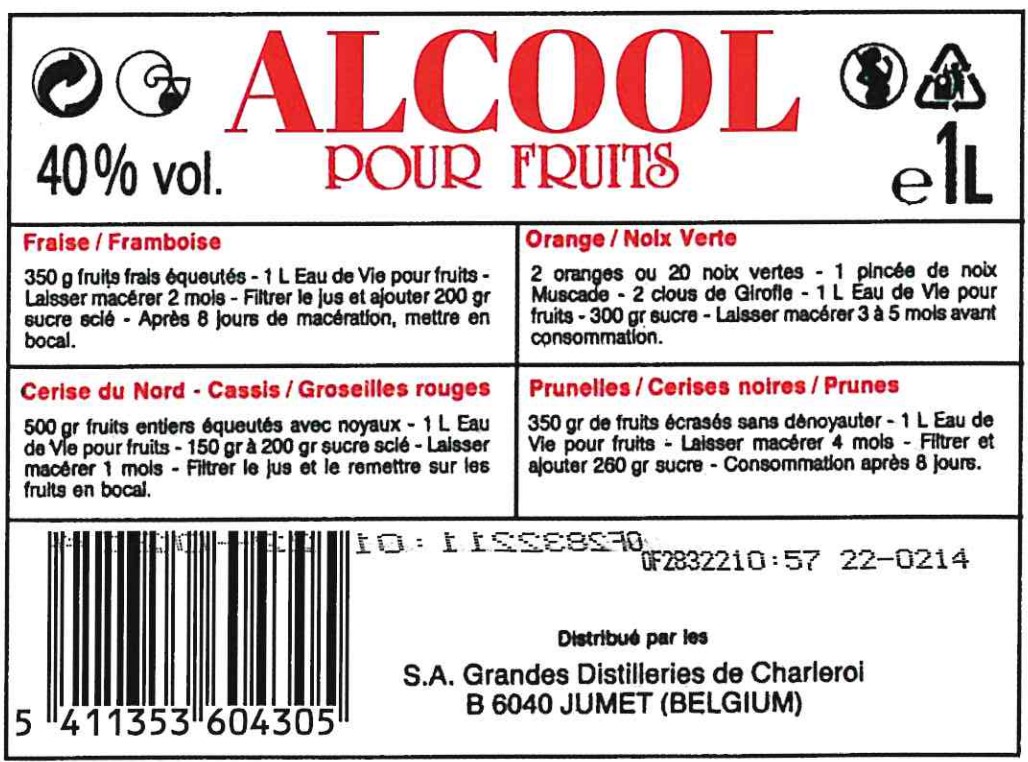 ALCOOL
POUR FRUITS
40% vol.
e 1L
Fraise / Framboise
350 g fruits frais équeutés - 1 L Eau de Vie pour fruits -
Laisser macérer 2 mois - Filtrer le jus et ajouter 200 gr
sucre scié - Après 8 jours de macération, mettre en
bocal.
Orange / Noix Verte
2 oranges ou 20 noix vertes - 1 pincée de noix
Muscade - 2 clous de Girofle - 1 L Eau de Vie pour
fruits - 300 gr sucre - Laisser macérer 3 à 5 mois avant
consommation.
Cerise du Nord - Cassis / Groseilles rouges
500 gr fruits entiers équeutés avec noyaux - 1 L Eau
de Vie pour fruits - 150 gr à 200 gr sucre scié - Laisser
macérer 1 mois - Filtrer le jus et le remettre sur les
fruits en bocal.
Prunelles / Cerises noires / Prunes
350 gr de fruits écrasés sans dénoyauter - 1 L Eau de
Vie pour fruits - Laisser macérer 4 mois - Filtrer et
ajouter 260 gr sucre - Consommation après 8 jours.
0F2832210:57 22-0214
Distribué par les
S.A. Grandes Distilleries de Charleroi
B 6040 JUMET (BELGIUM)
5 411353 604305